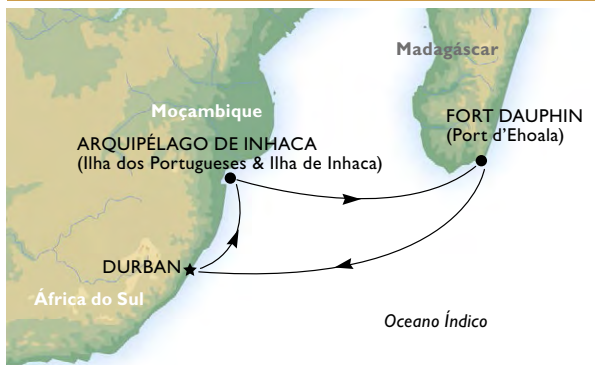 Madagáscar
Moçambique
FORT DAUPHIN
(Port d'Ehoala)
ARQUIPÉLAGO DE INHACA
(Ilha dos Portugueses & Ilha de Inhaca)
DURBAN
África do Sul
Oceano Índico